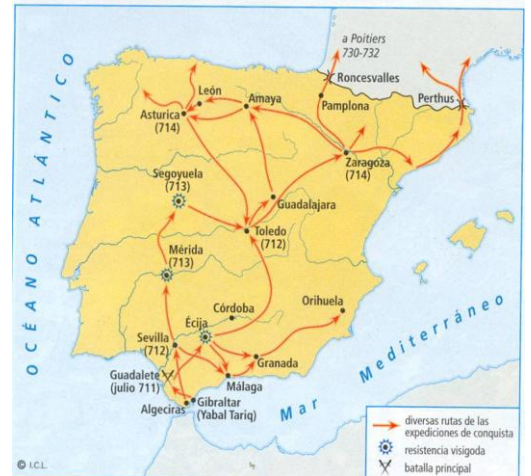 a Poitiers
730-732
Roncesvalles
León
Amaya
Pamplona
Perthus
Asturica
(714)
Zaragoza
(714)
Segoyuela
(713)
Guadalajara
Toledo
(712)
Mérida
(713)
Córdoba
Orihuela
Écija
Sevilla
(712)
Granada
Guadalete
(julio 711)
Málaga
Gibraltar
(Yabal Tariq)
Algeciras
OCÉANO ATLÁNTICO
Mar Mediterráneo
diversas rutas de las
expediciones de conquista
resistencia visigoda
batalla principal
© I.C.L.